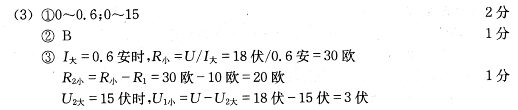 (3) ①0～0.6;0～15 2分
② B 1分
③ I大=0.6安时,R小=U/I大=18伏/0.6安=30欧
R2小=R小-R1=30欧-10欧=20欧 1分
U2大=15伏时,U1小=U-U2大=18伏-15伏=3伏